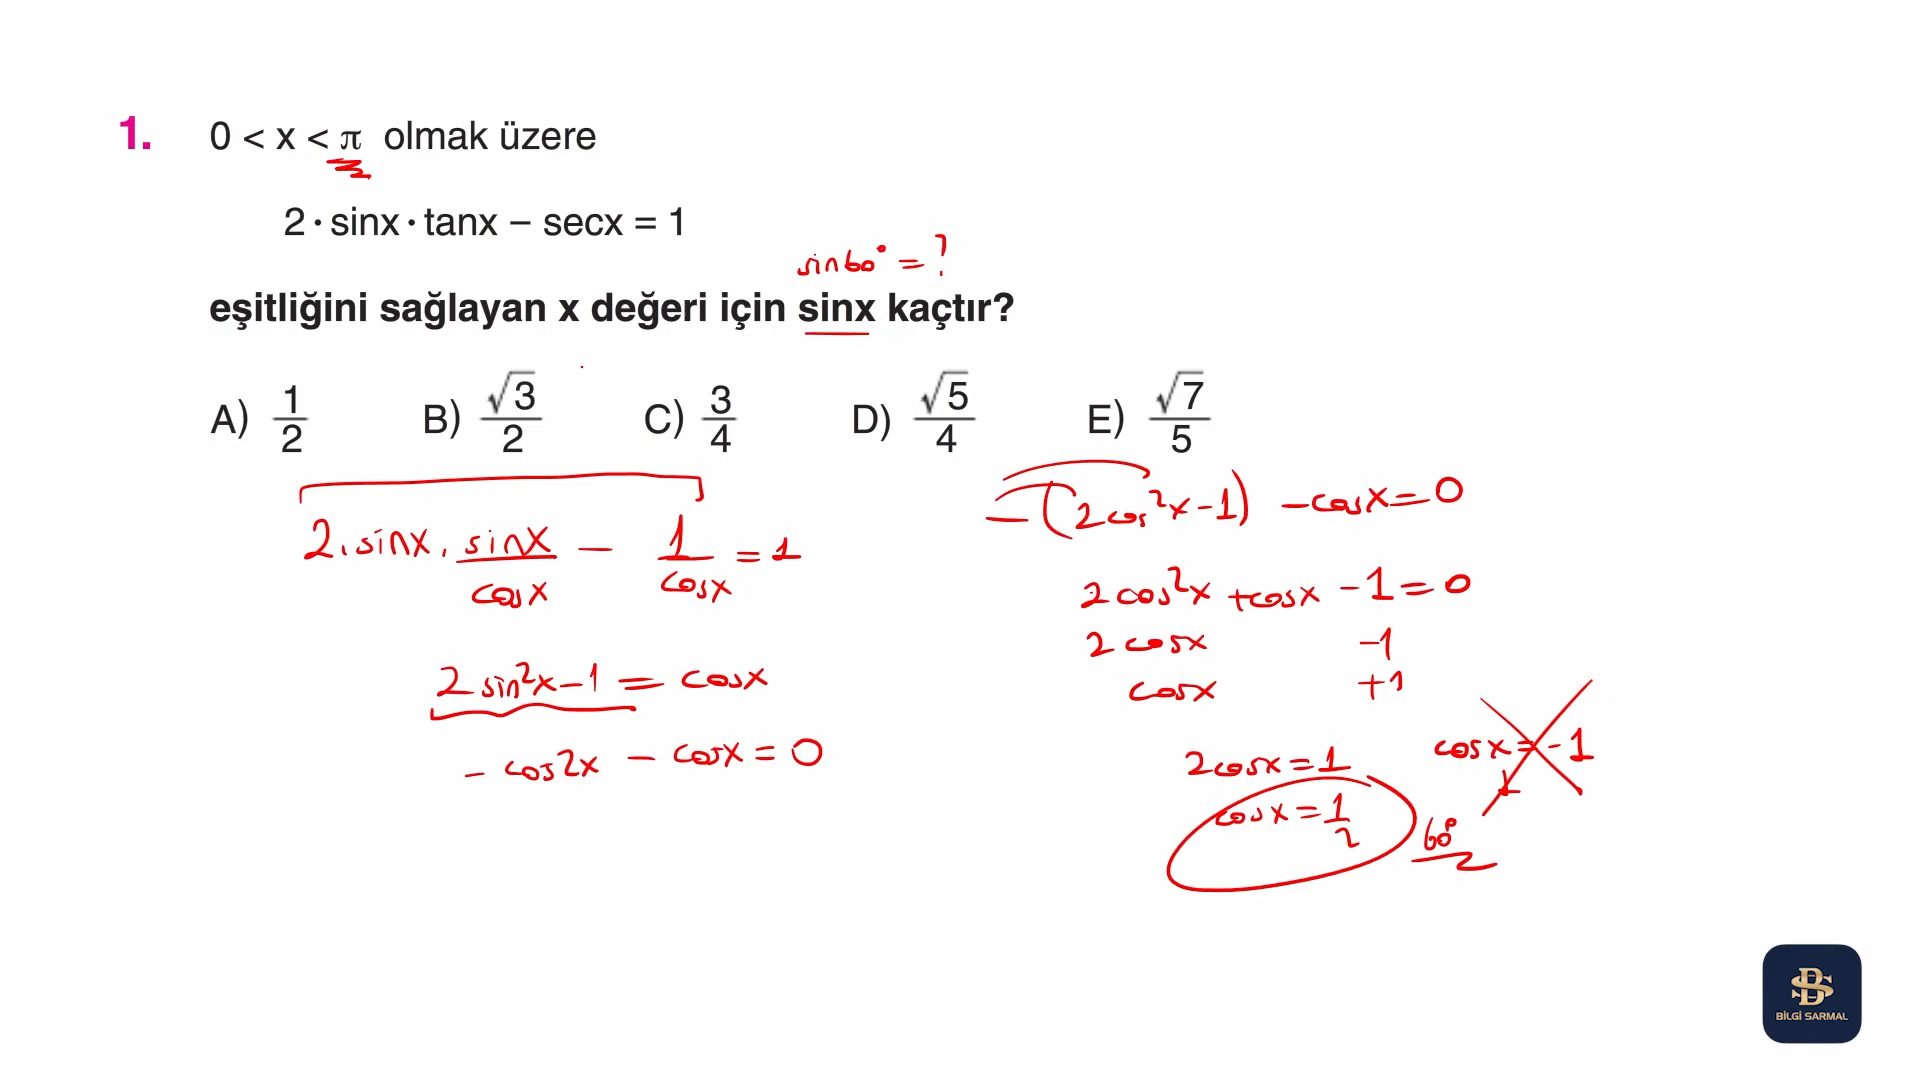 1. 0 < x < π olmak üzere
2·sinx·tanx – secx = 1
sin60° = ?
eşitliğini sağlayan x değeri için sinx kaçtır?
A) 1/2 B) √3/2 C) 3/4 D) √5/4 E) √7/5
2.sinx.sinx/cosx – 1/cosx = 1
2sin²x–1 = cosx
– cos2x – cosx = 0
–(2cos²x–1) –cosx=0
2cos²x +cosx –1=0
2cosx –1
cosx +1
2cosx=1 cosx=-1
cosx=1/2 60°
BİLGİ SARMAL